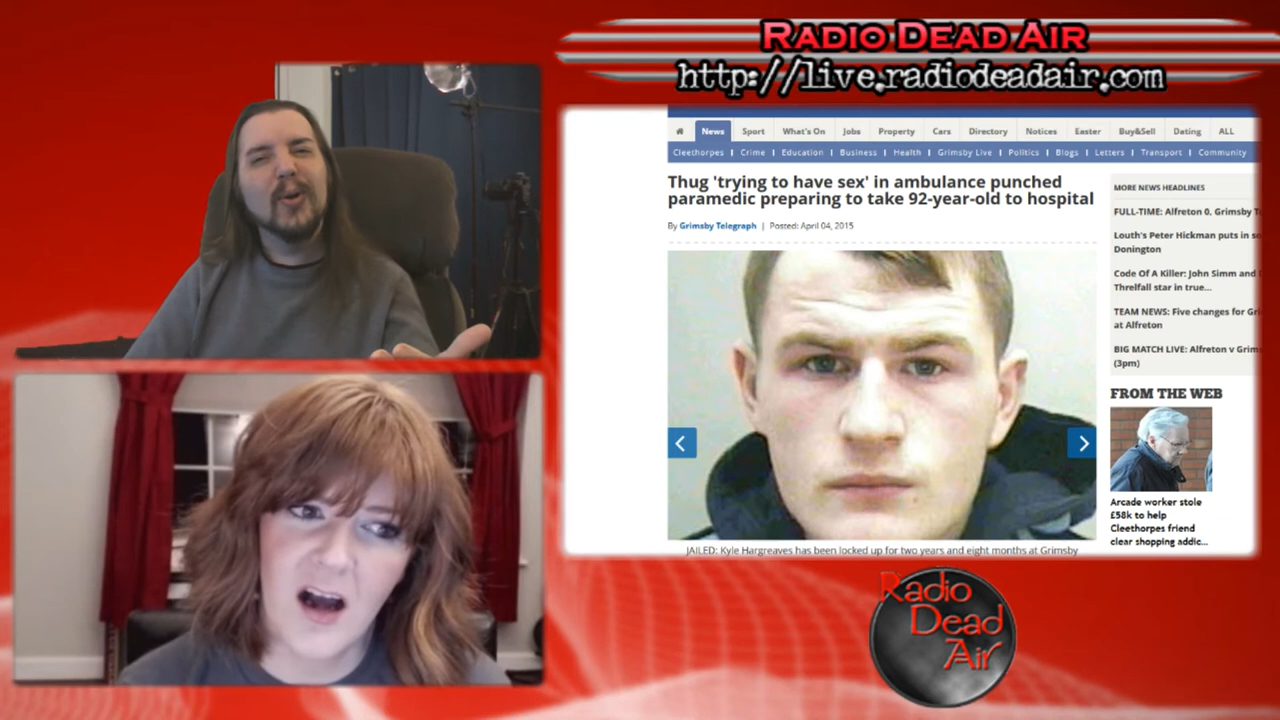 Radio Dead Air
http://live.radiodeadair.com
News Sport What's On Jobs Property Cars Directory Notices Easter Buy&Sell Dating ALL
Cleethorpes | Crime | Education | Business | Health | Grimsby Live | Politics | Blogs | Letters | Transport | Community
Thug 'trying to have sex' in ambulance punched
paramedic preparing to take 92-year-old to hospital
By Grimsby Telegraph | Posted: April 04, 2015
JAILED: Kyle Hargreaves has been locked up for two years and eight months at Grimsby
MORE NEWS HEADLINES
FULL-TIME: Alfreton 0, Grimsby
Louth's Peter Hickman puts in
Donington
Code Of A Killer: John Simm and
Threlfall star in true...
TEAM NEWS: Five changes for
at Alfreton
BIG MATCH LIVE: Alfreton v
(3pm)
FROM THE WEB
Arcade worker stole
£58k to help
Cleethorpes friend
clear shopping addic...
Radio
Dead
Air